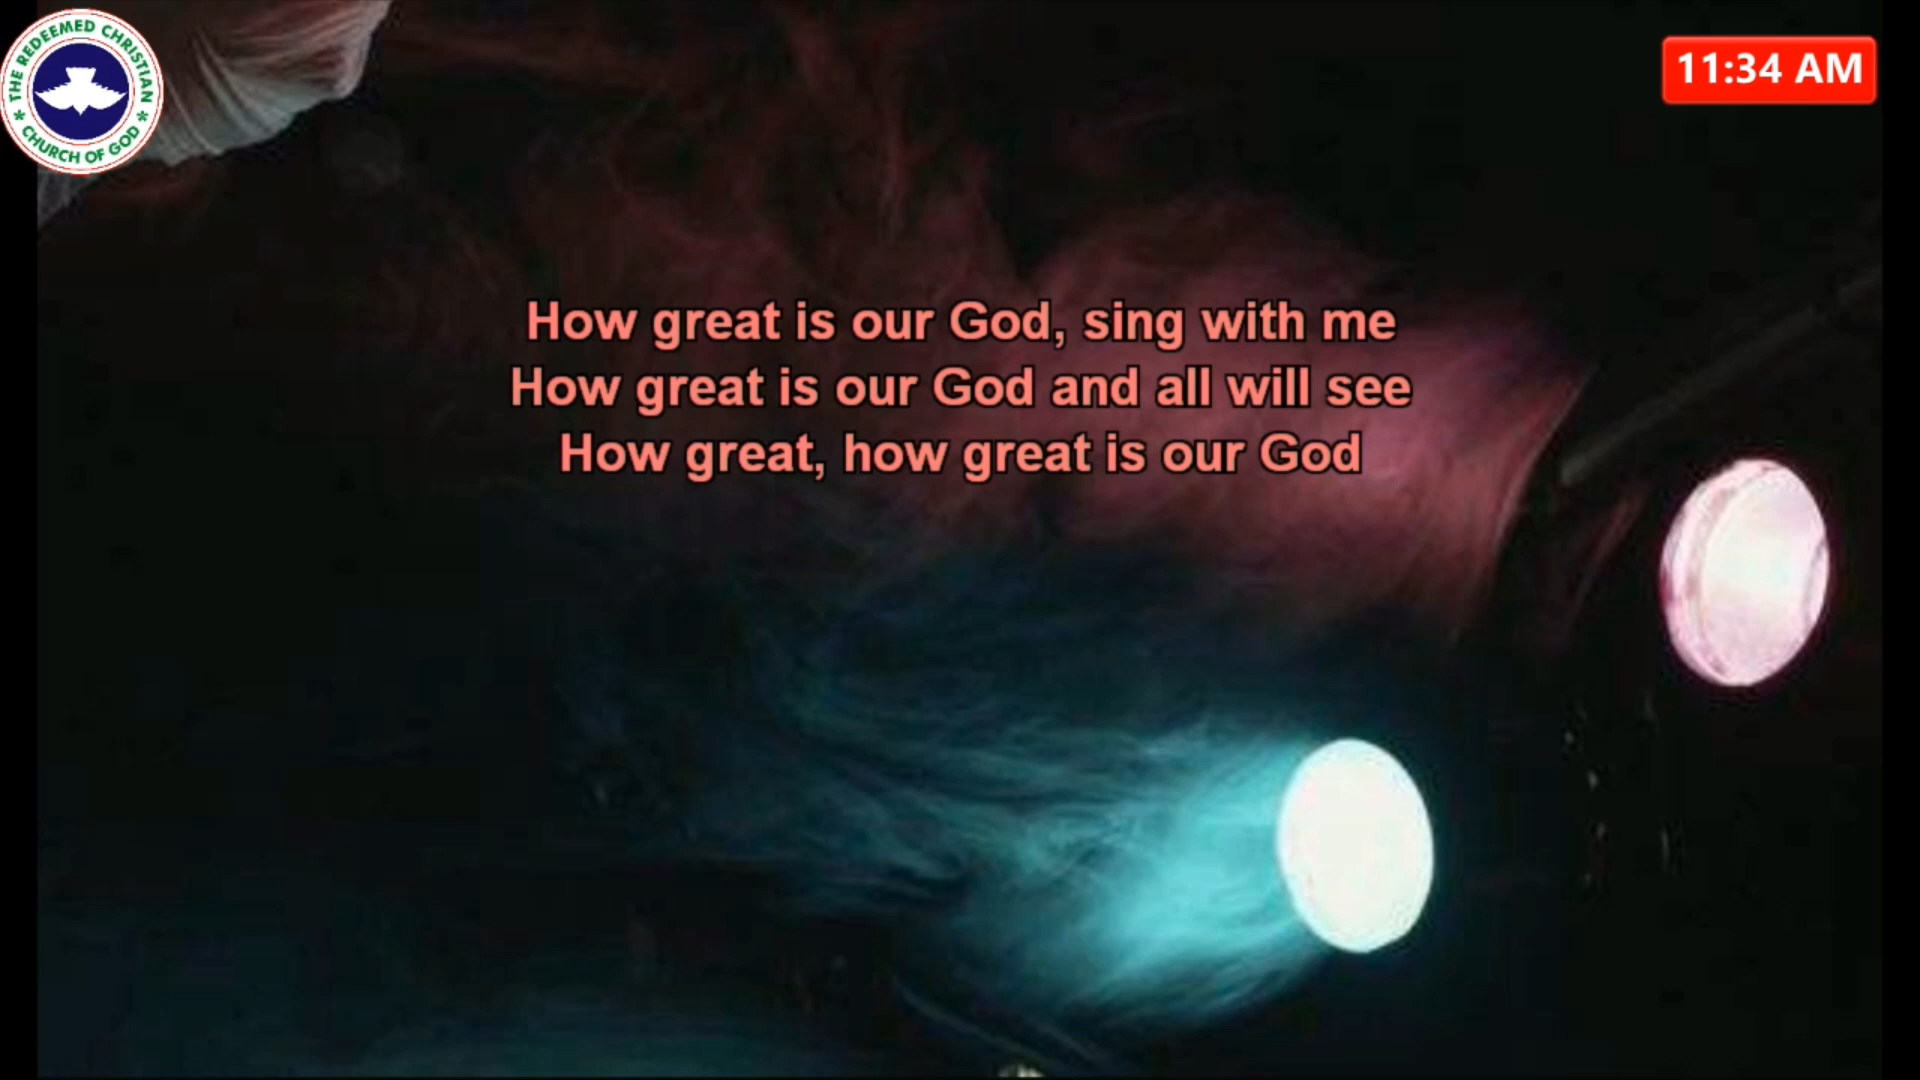 THE REDEEMED CHRISTIAN
CHURCH OF GOD
11:34 AM
How great is our God, sing with me
How great is our God and all will see
How great, how great is our God